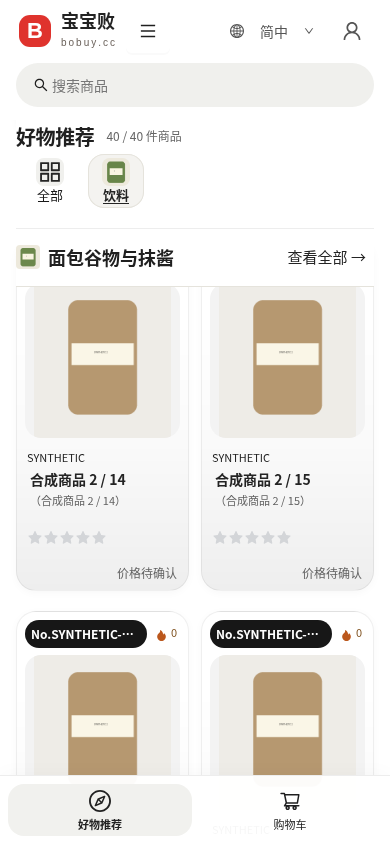 B 宝宝败
bobuy.cc
简中
搜索商品
好物推荐 40 / 40 件商品
全部 饮料
面包谷物与抹酱 查看全部 →
SYNTHETIC SYNTHETIC
合成商品 2 / 14 合成商品 2 / 15
（合成商品 2 / 14） （合成商品 2 / 15）
价格待确认 价格待确认
No.SYNTHETIC-··· 0 No.SYNTHETIC-··· 0
好物推荐 购物车